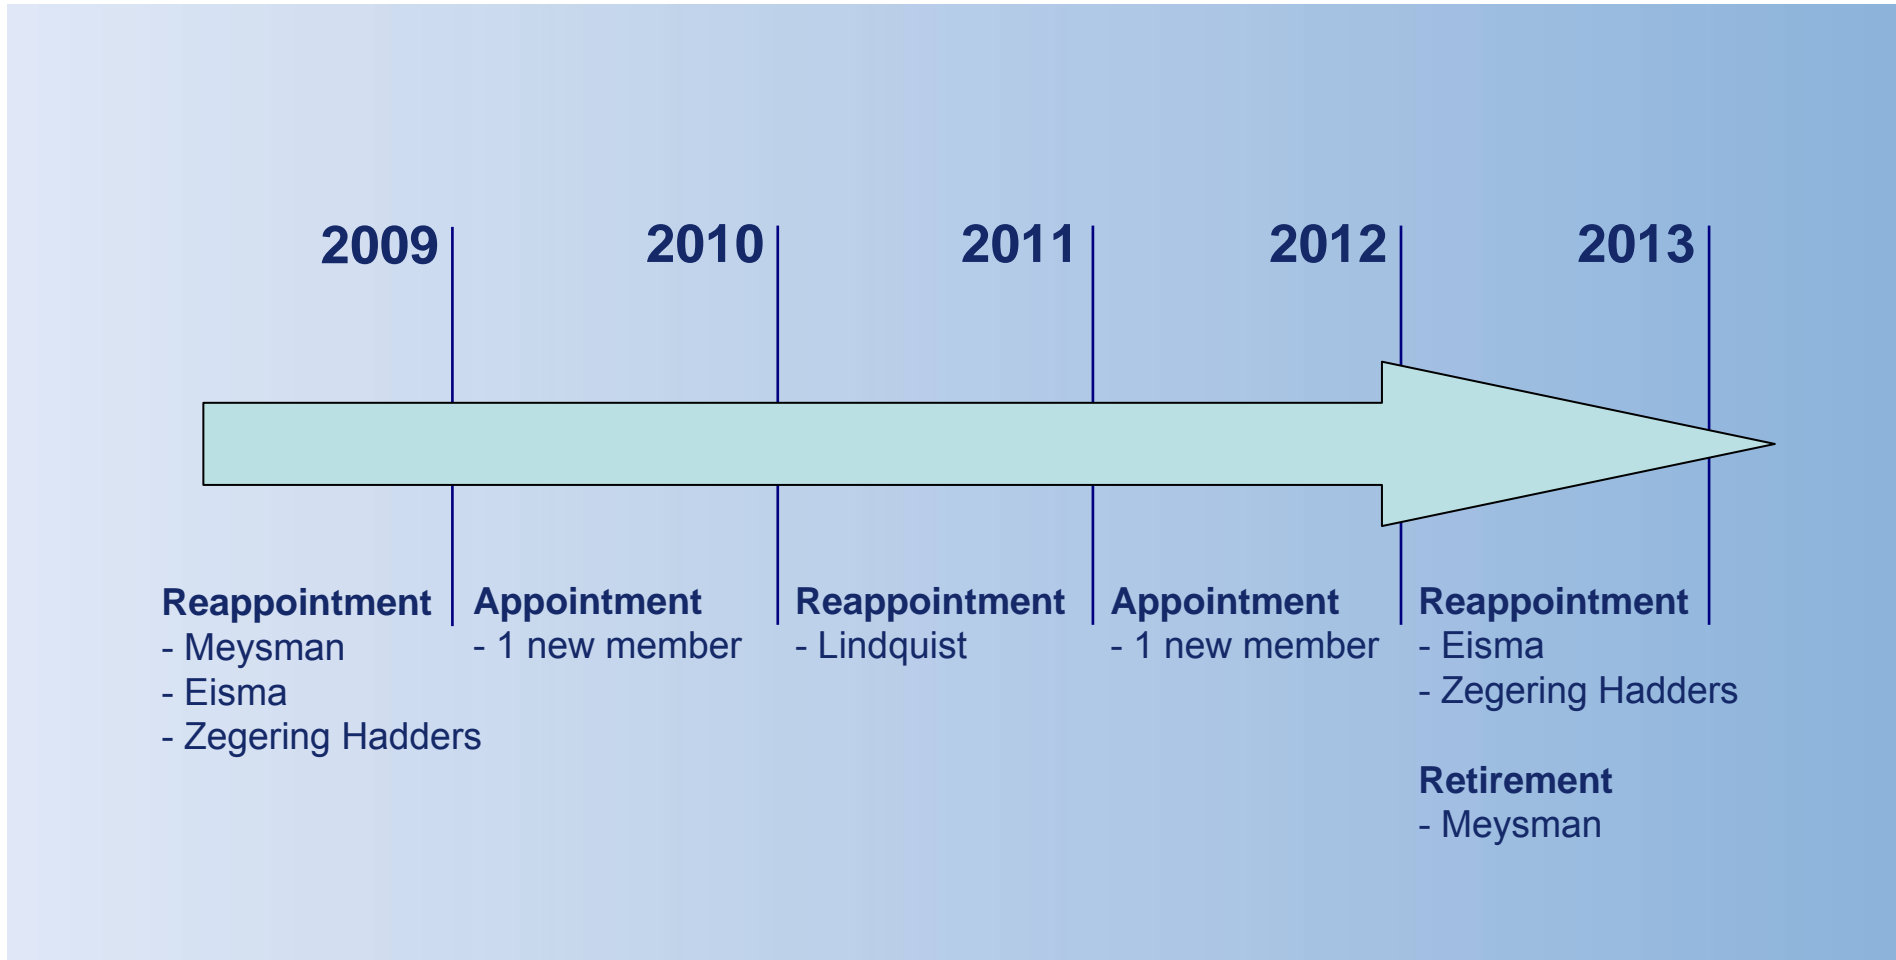 2009
2010
2011
2012
2013
Reappointment
- Meysman
- Eisma
- Zegering Hadders
Appointment
- 1 new member
Reappointment
- Lindquist
Appointment
- 1 new member
Reappointment
- Eisma
- Zegering Hadders
Retirement
- Meysman